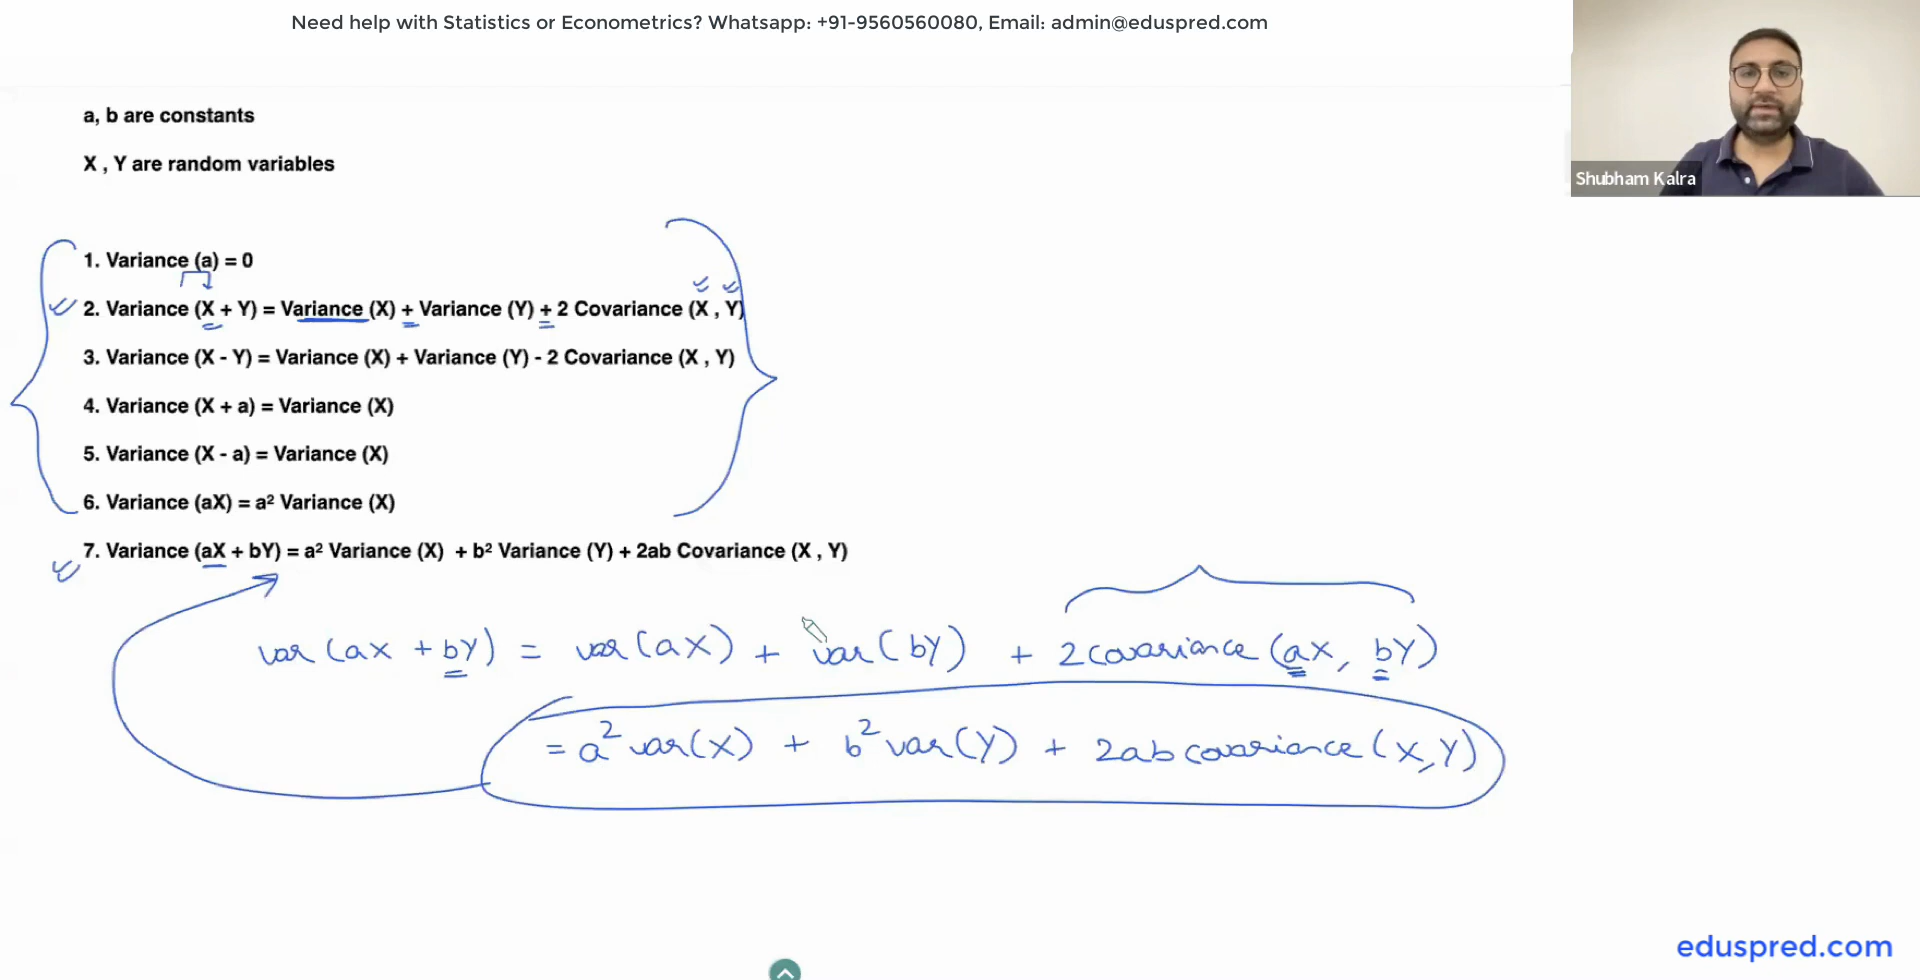 Need help with Statistics or Econometrics? Whatsapp: +91-9560560080, Email: admin@eduspred.com
Shubham Kalra
a, b are constants
X , Y are random variables
1. Variance (a) = 0
2. Variance (X + Y) = Variance (X) + Variance (Y) + 2 Covariance (X , Y)
3. Variance (X - Y) = Variance (X) + Variance (Y) - 2 Covariance (X , Y)
4. Variance (X + a) = Variance (X)
5. Variance (X - a) = Variance (X)
6. Variance (aX) = a² Variance (X)
7. Variance (aX + bY) = a² Variance (X) + b² Variance (Y) + 2ab Covariance (X , Y)
var (aX + bY) = var (aX) + var (bY) + 2 covariance (aX, bY)
= a² var(X) + b² var(Y) + 2ab covariance (X, Y)
eduspred.com